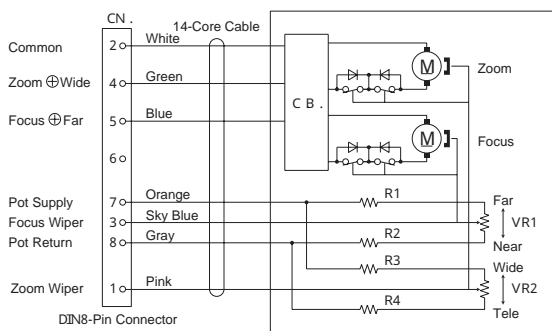 CN.
14-Core Cable
Common 2 White
Zoom ⊕Wide 4 Green
Focus ⊕Far 5 Blue
6
Pot Supply 7 Orange
Focus Wiper 3 Sky Blue
Pot Return 8 Gray
Zoom Wiper 1 Pink
DIN8-Pin Connector
CB.
M
Zoom
M
Focus
R1
Far
VR1
R2
Near
R3
Wide
VR2
R4
Tele